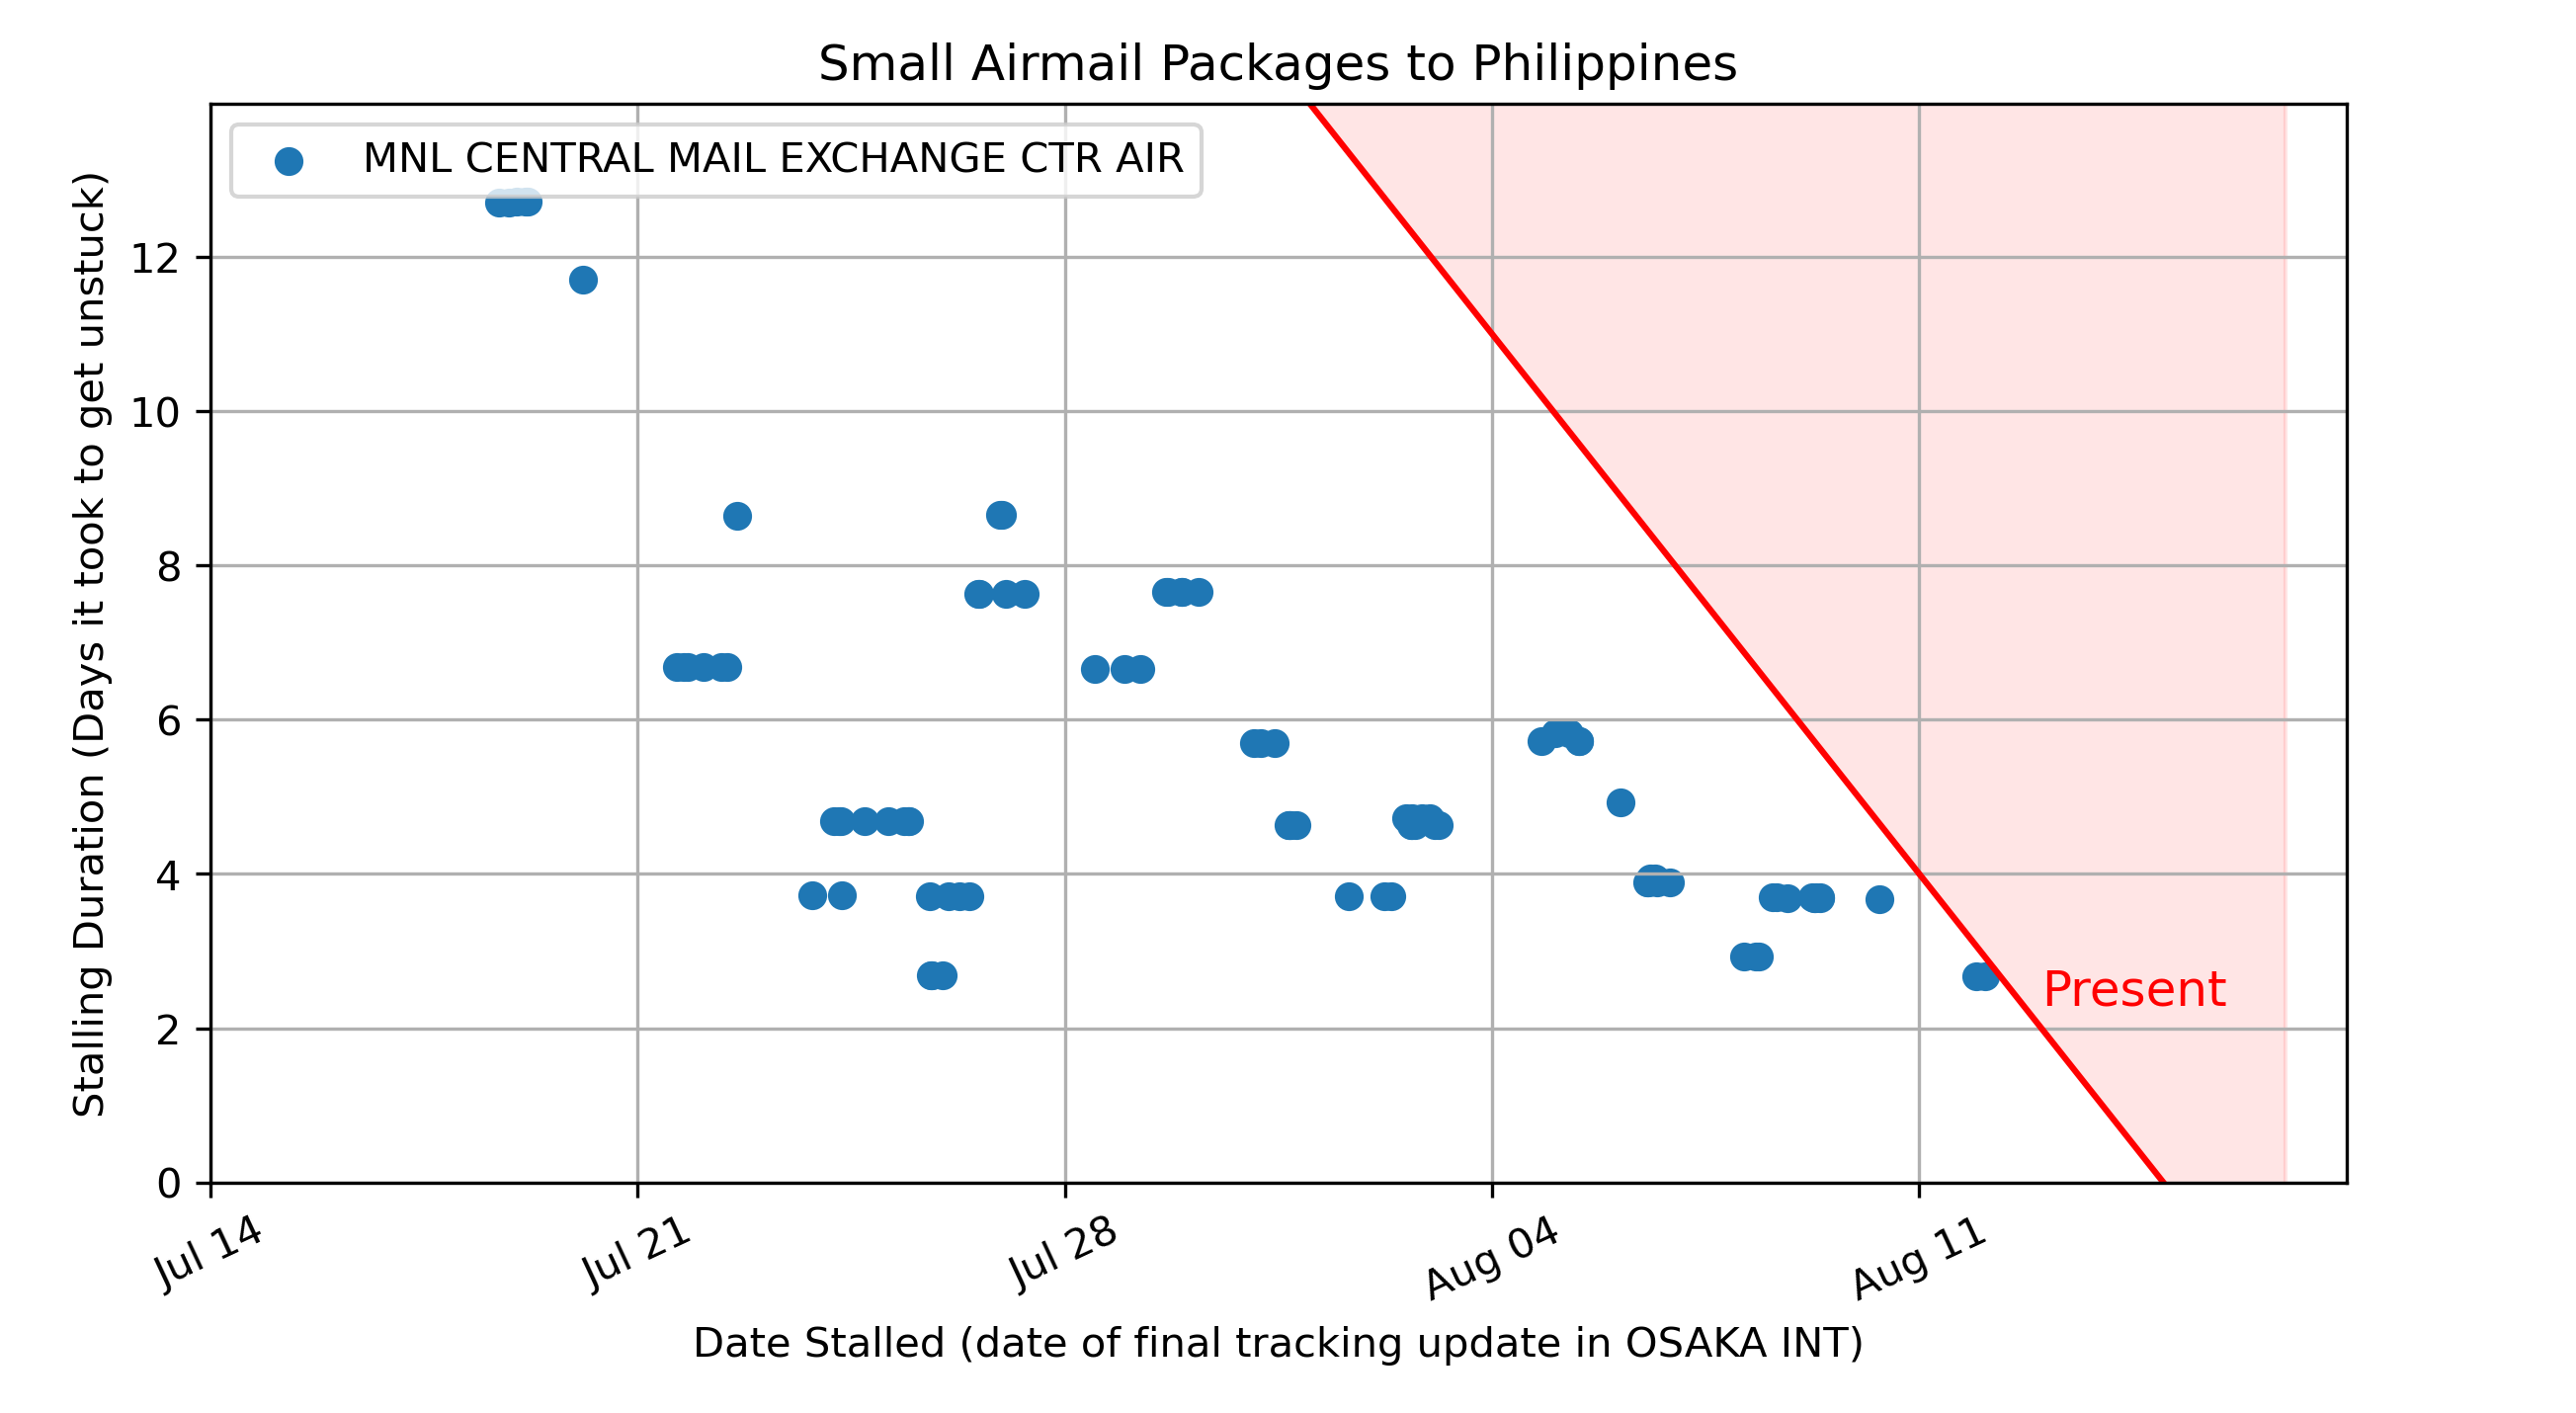 Small Airmail Packages to Philippines
MNL CENTRAL MAIL EXCHANGE CTR AIR
Stalling Duration (Days it took to get unstuck)
12
10
8
6
4
2
0
Present
Jul 14
Jul 21
Jul 28
Aug 04
Aug 11
Date Stalled (date of final tracking update in OSAKA INT)